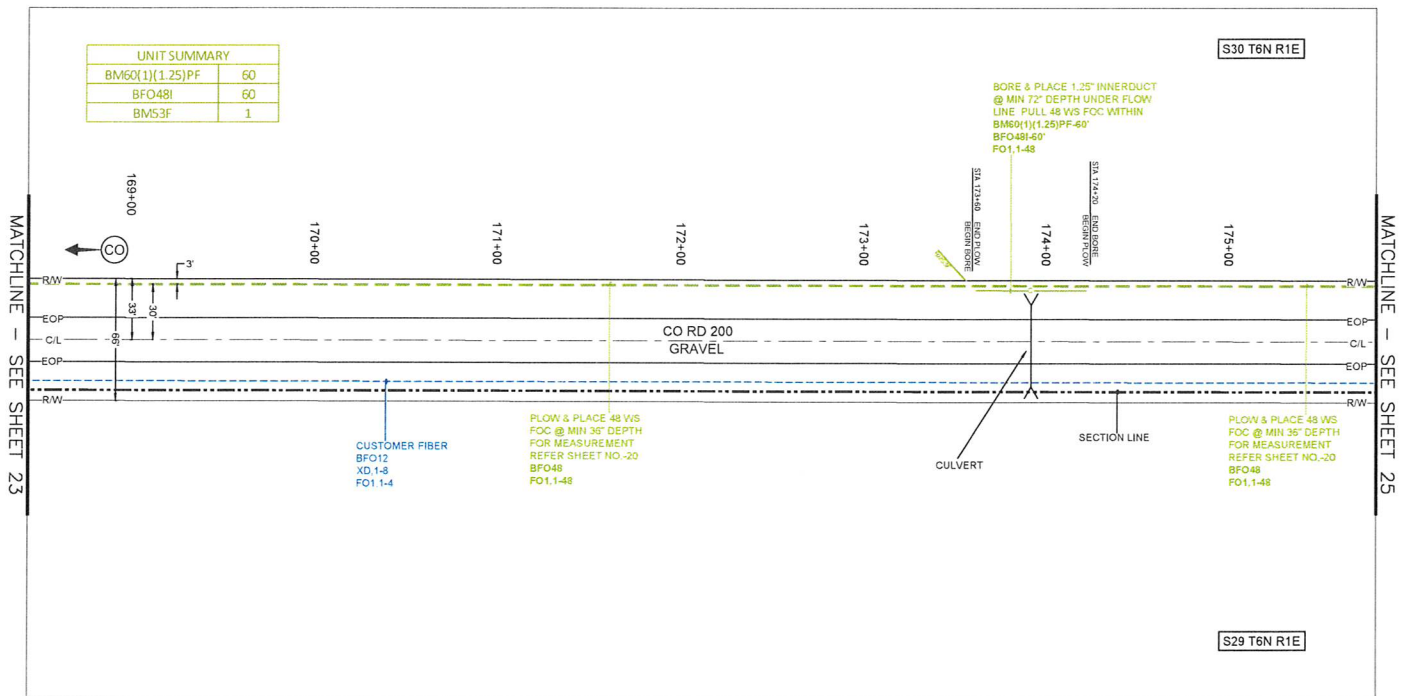 UNIT SUMMARY
BM60(1)(1.25)PF 60
BFO48I 60
BM53F 1
S30 T6N R1E
BORE & PLACE 1.25" INNERDUCT
@ MIN 72" DEPTH UNDER FLOW
LINE PULL 48 WS FOC WITHIN
BM60(1)(1.25)PF-60'
BFO48I-60'
FO1,1-48
STA 173+60 END PLOW
BEGIN BORE
STA 174+20 END BORE
BEGIN PLOW
169+00
170+00
171+00
172+00
173+00
174+00
175+00
CO
3'
33'
30'
66'
MATCHLINE - SEE SHEET 23
MATCHLINE - SEE SHEET 25
R/W
EOP
C/L
EOP
R/W
CO RD 200
GRAVEL
R/W
EOP
C/L
EOP
R/W
CUSTOMER FIBER
BFO12
XD,1-8
FO1 1-4
PLOW & PLACE 48 WS
FOC @ MIN 36" DEPTH
FOR MEASUREMENT
REFER SHEET NO.-20
BFO48
FO1,1-48
CULVERT
SECTION LINE
PLOW & PLACE 48 WS
FOC @ MIN 36" DEPTH
FOR MEASUREMENT
REFER SHEET NO.-20
BFO48
FO1,1-48
S29 T6N R1E